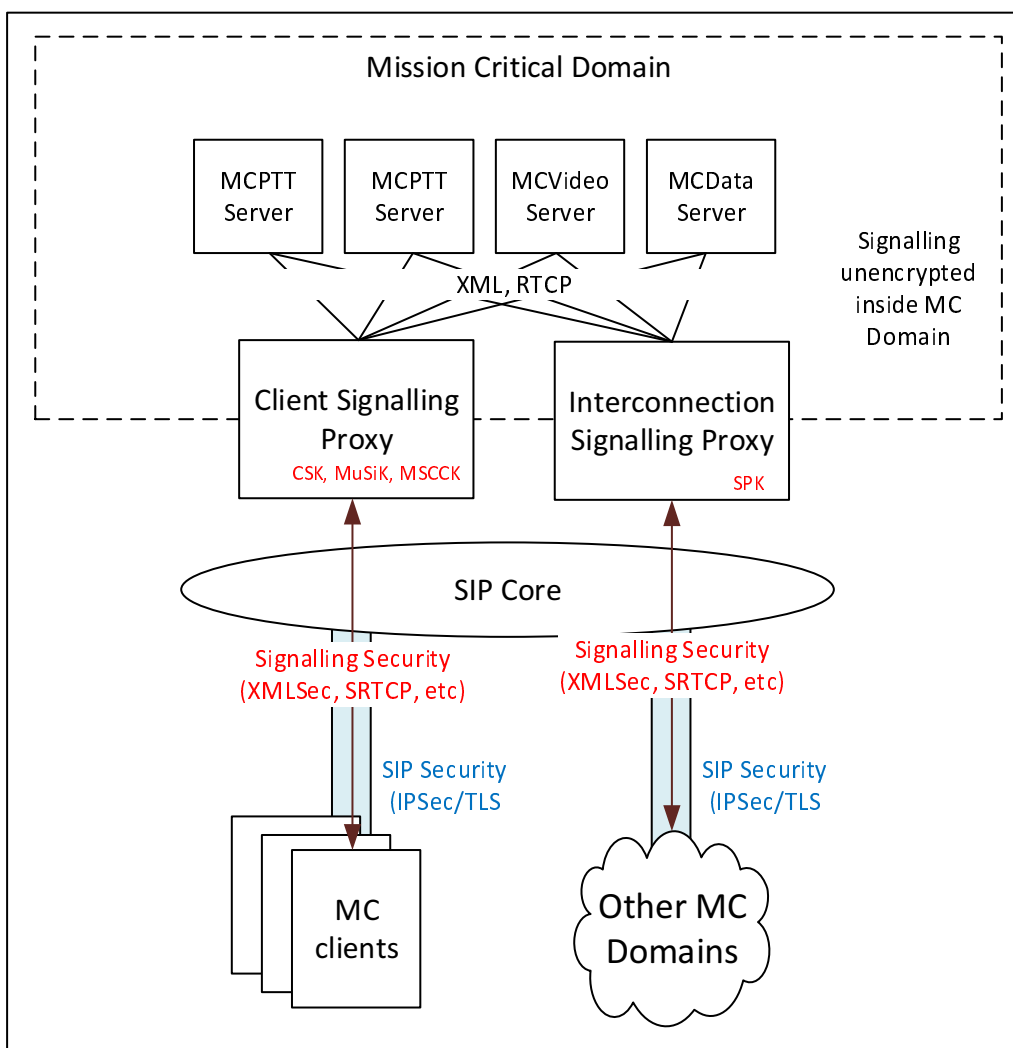 Mission Critical Domain
MCPTT
Server
MCPTT
Server
MCVideo
Server
MCData
Server
Signalling
unencrypted
inside MC
Domain
XML, RTCP
Client Signalling
Proxy
CSK, MuSiK, MSCCK
Interconnection
Signalling Proxy
SPK
SIP Core
Signalling Security
(XMLSec, SRTCP, etc)
Signalling Security
(XMLSec, SRTCP, etc)
SIP Security
(IPSec/TLS
SIP Security
(IPSec/TLS
MC
clients
Other MC
Domains